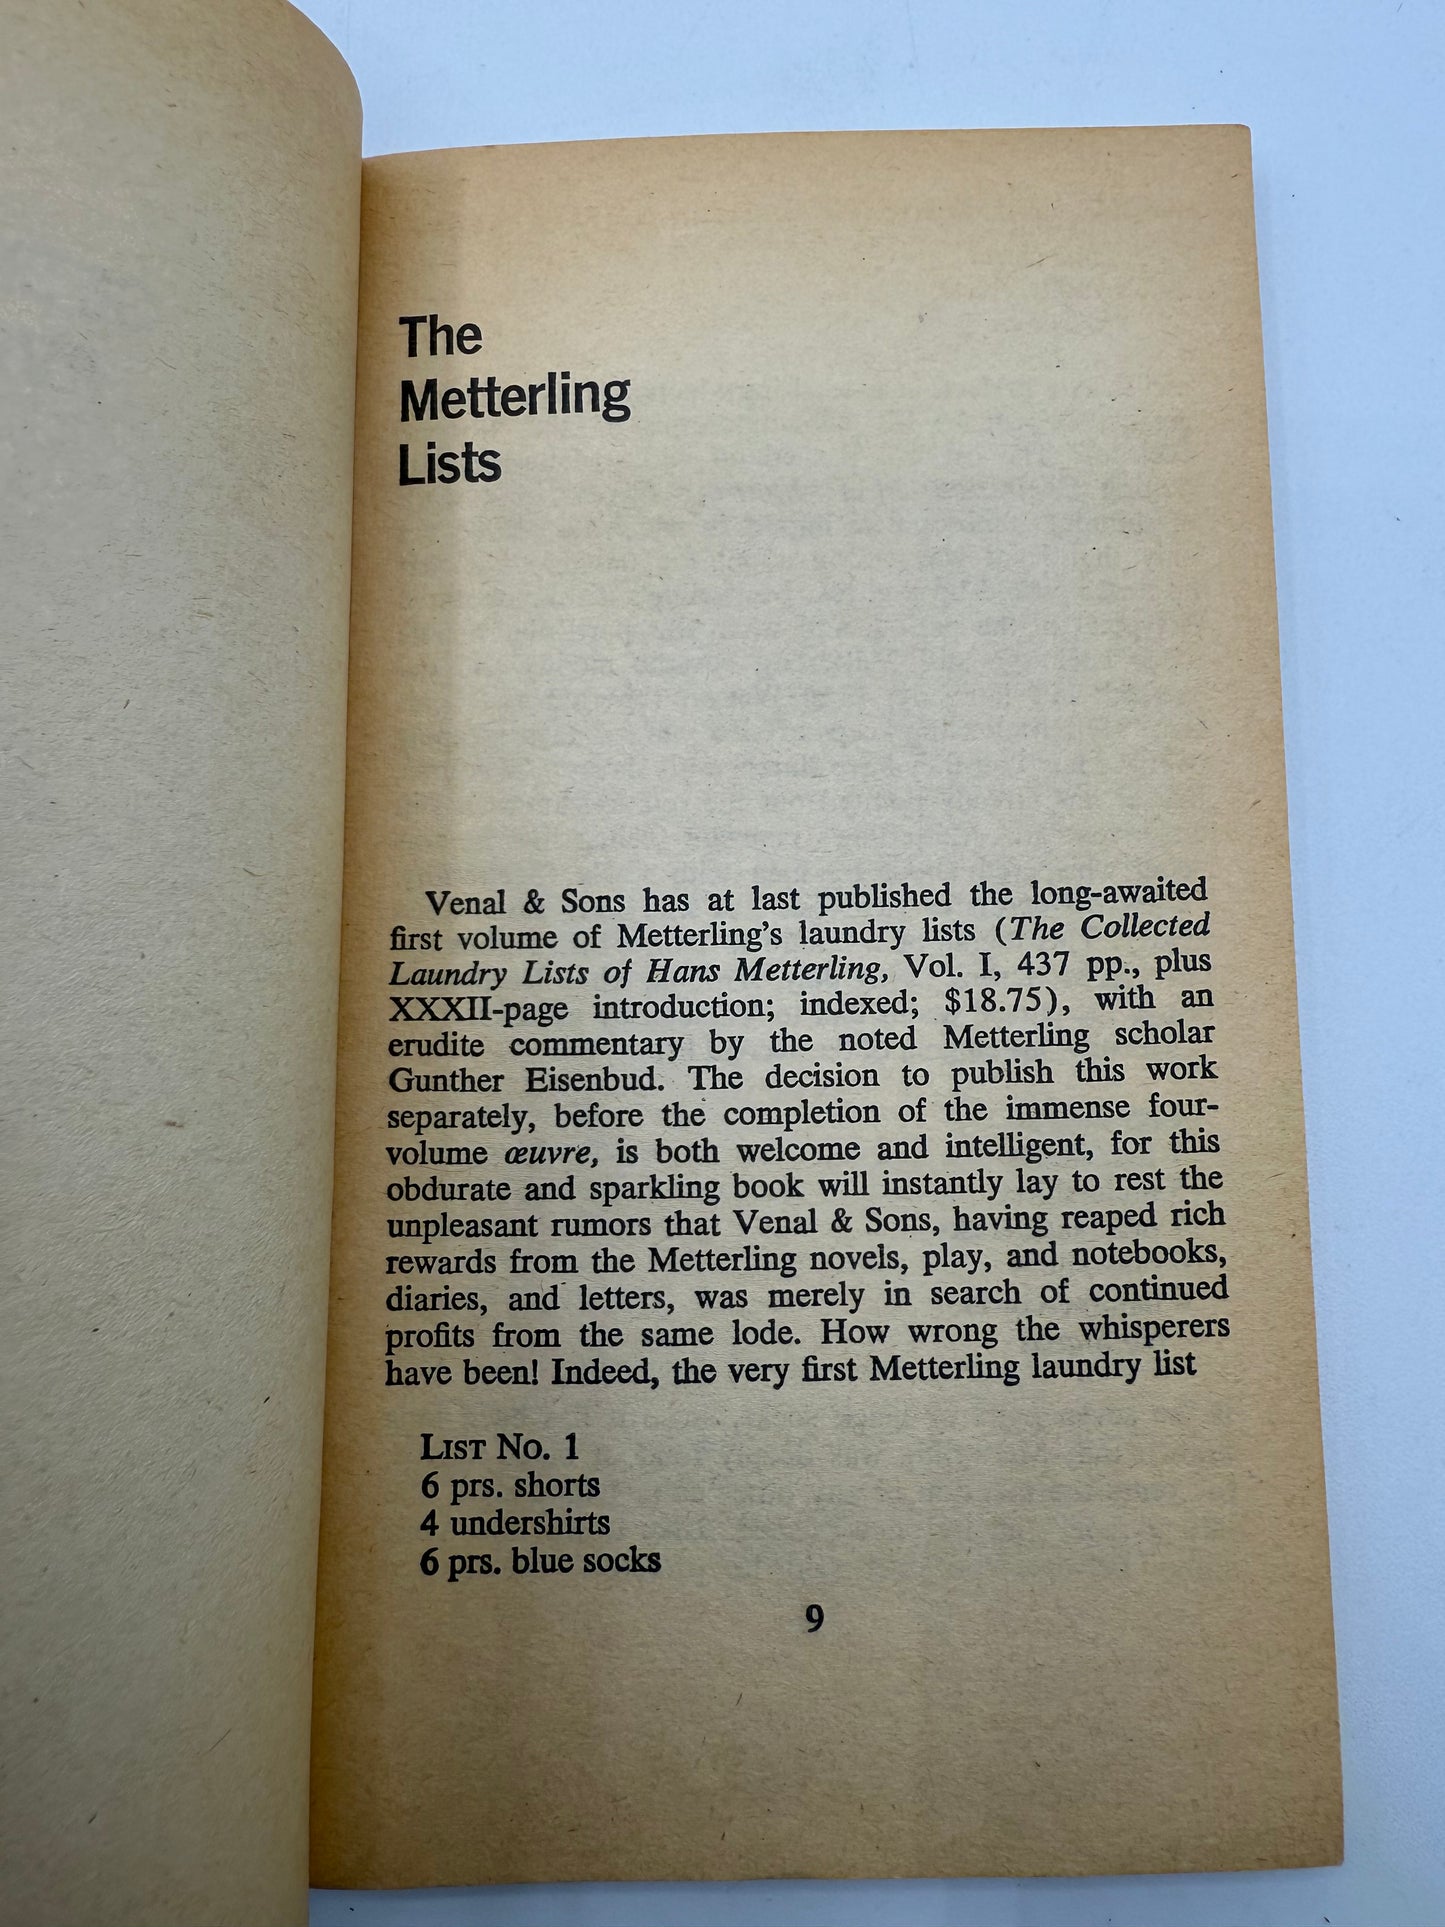 The
Metterling
Lists
Venal & Sons has at last published the long-awaited
first volume of Metterling's laundry lists (The Collected
Laundry Lists of Hans Metterling, Vol. I, 437 pp., plus
XXXII-page introduction; indexed; $18.75), with an
erudite commentary by the noted Metterling scholar
Gunther Eisenbud. The decision to publish this work
separately, before the completion of the immense four-
volume œuvre, is both welcome and intelligent, for this
obdurate and sparkling book will instantly lay to rest the
unpleasant rumors that Venal & Sons, having reaped rich
rewards from the Metterling novels, play, and notebooks,
diaries, and letters, was merely in search of continued
profits from the same lode. How wrong the whisperers
have been! Indeed, the very first Metterling laundry list
LIST NO. 1
6 prs. shorts
4 undershirts
6 prs. blue socks
9